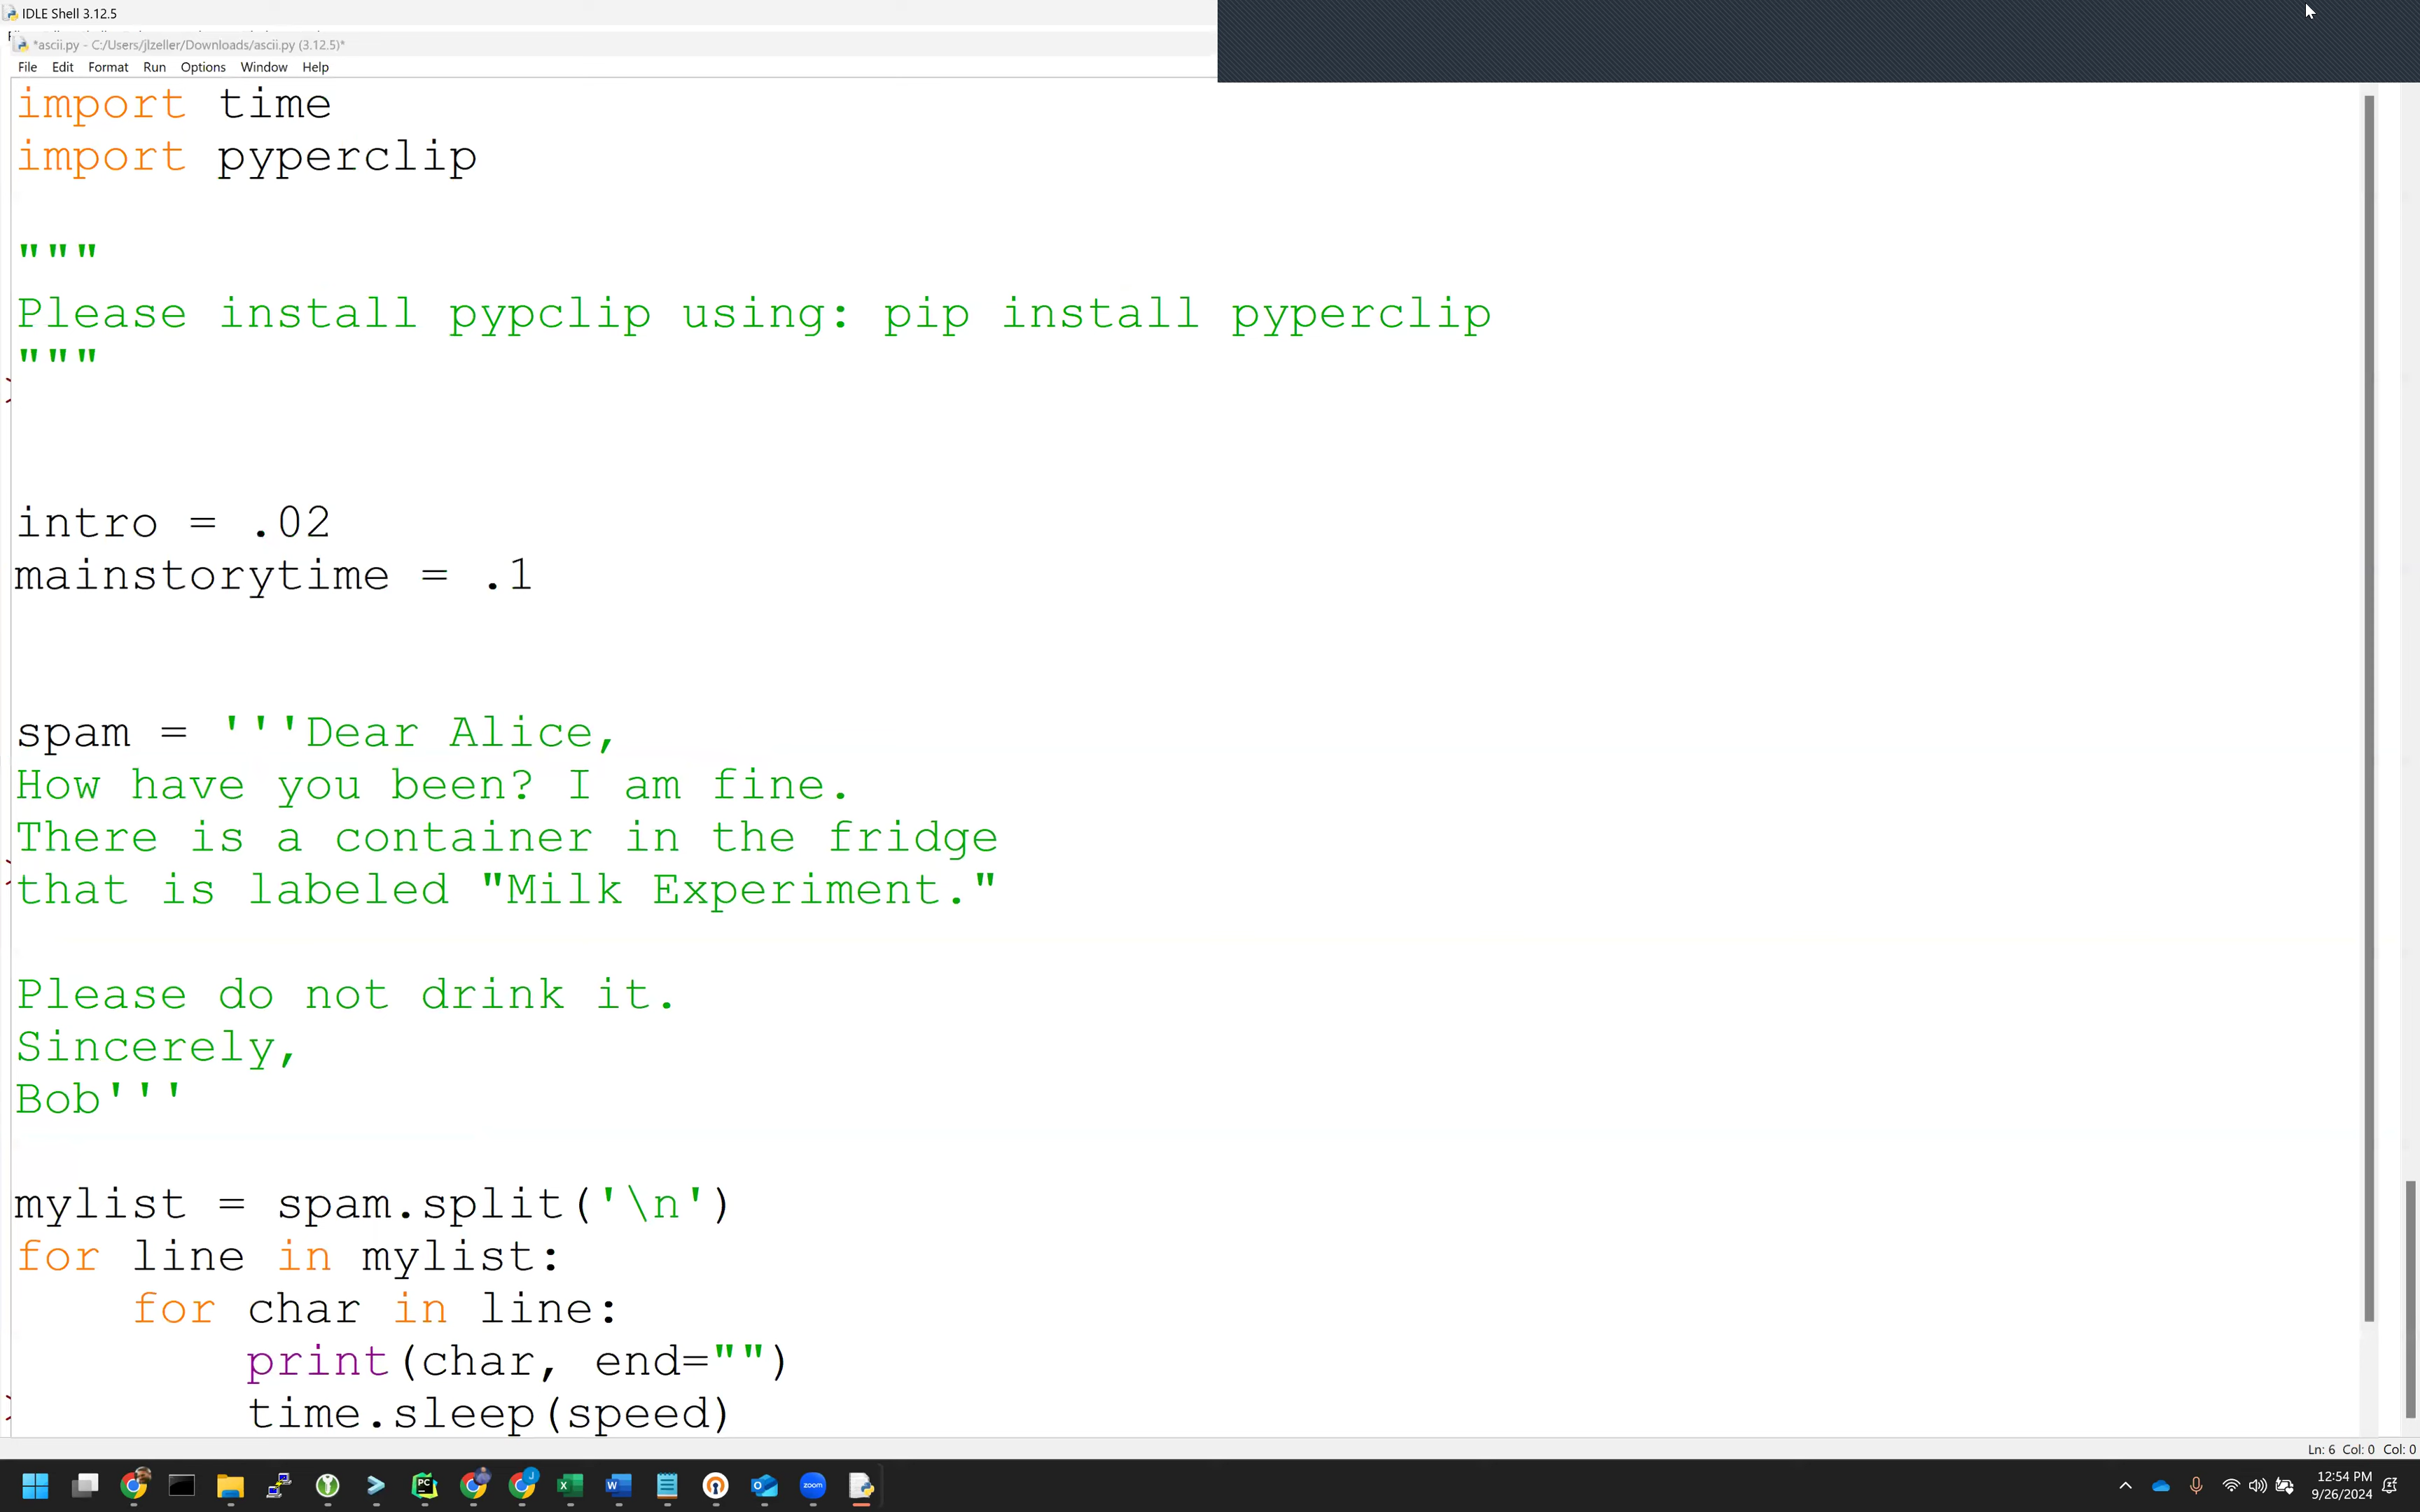 IDLE Shell 3.12.5
*ascii.py - C:/Users/jlzeller/Downloads/ascii.py (3.12.5)*
File Edit Format Run Options Window Help
import time
import pyperclip
"""
Please install pypclip using: pip install pyperclip
"""
intro = .02
mainstorytime = .1
spam = '''Dear Alice,
How have you been? I am fine.
There is a container in the fridge
that is labeled "Milk Experiment."
Please do not drink it.
Sincerely,
Bob'''
mylist = spam.split('\n')
for line in mylist:
    for char in line:
        print(char, end="")
        time.sleep(speed)
Ln: 6 Col: 0 Col: 0
PC
X
W
zoom
J
12:54 PM
9/26/2024